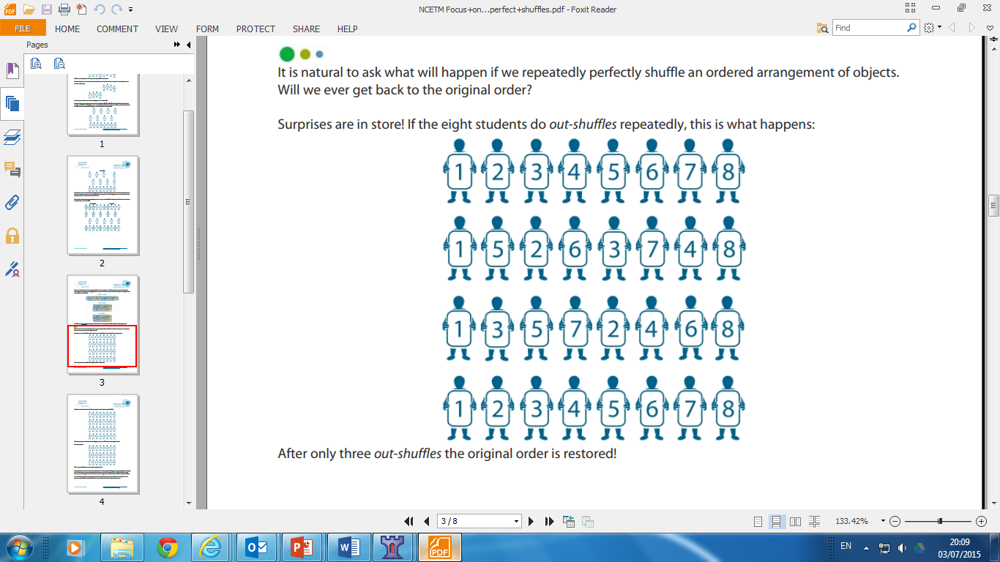 NCETM Focus+on...perfect+shuffles.pdf - Foxit Reader
FILE HOME COMMENT VIEW FORM PROTECT SHARE HELP
Find
Pages
1
2
3
4
It is natural to ask what will happen if we repeatedly perfectly shuffle an ordered arrangement of objects.
Will we ever get back to the original order?
Surprises are in store! If the eight students do out-shuffles repeatedly, this is what happens:
1 2 3 4 5 6 7 8
1 5 2 6 3 7 4 8
1 3 5 7 2 4 6 8
1 2 3 4 5 6 7 8
After only three out-shuffles the original order is restored!
3 / 8
133.42%
EN
20:09
03/07/2015